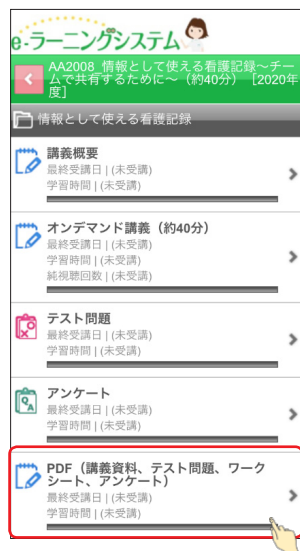 e-ラーニングシステム
AA2008 情報として使える看護記録～チー
ムで共有するために～（約40分）［2020年
度］
情報として使える看護記録
講義概要
最終受講日 | (未受講)
学習時間 | (未受講)
オンデマンド講義（約40分）
最終受講日 | (未受講)
学習時間 | (未受講)
純視聴回数 | (未受講)
テスト問題
最終受講日 | (未受講)
学習時間 | (未受講)
アンケート
最終受講日 | (未受講)
学習時間 | (未受講)
PDF（講義資料、テスト問題、ワーク
シート、アンケート）
最終受講日 | (未受講)
学習時間 | (未受講)